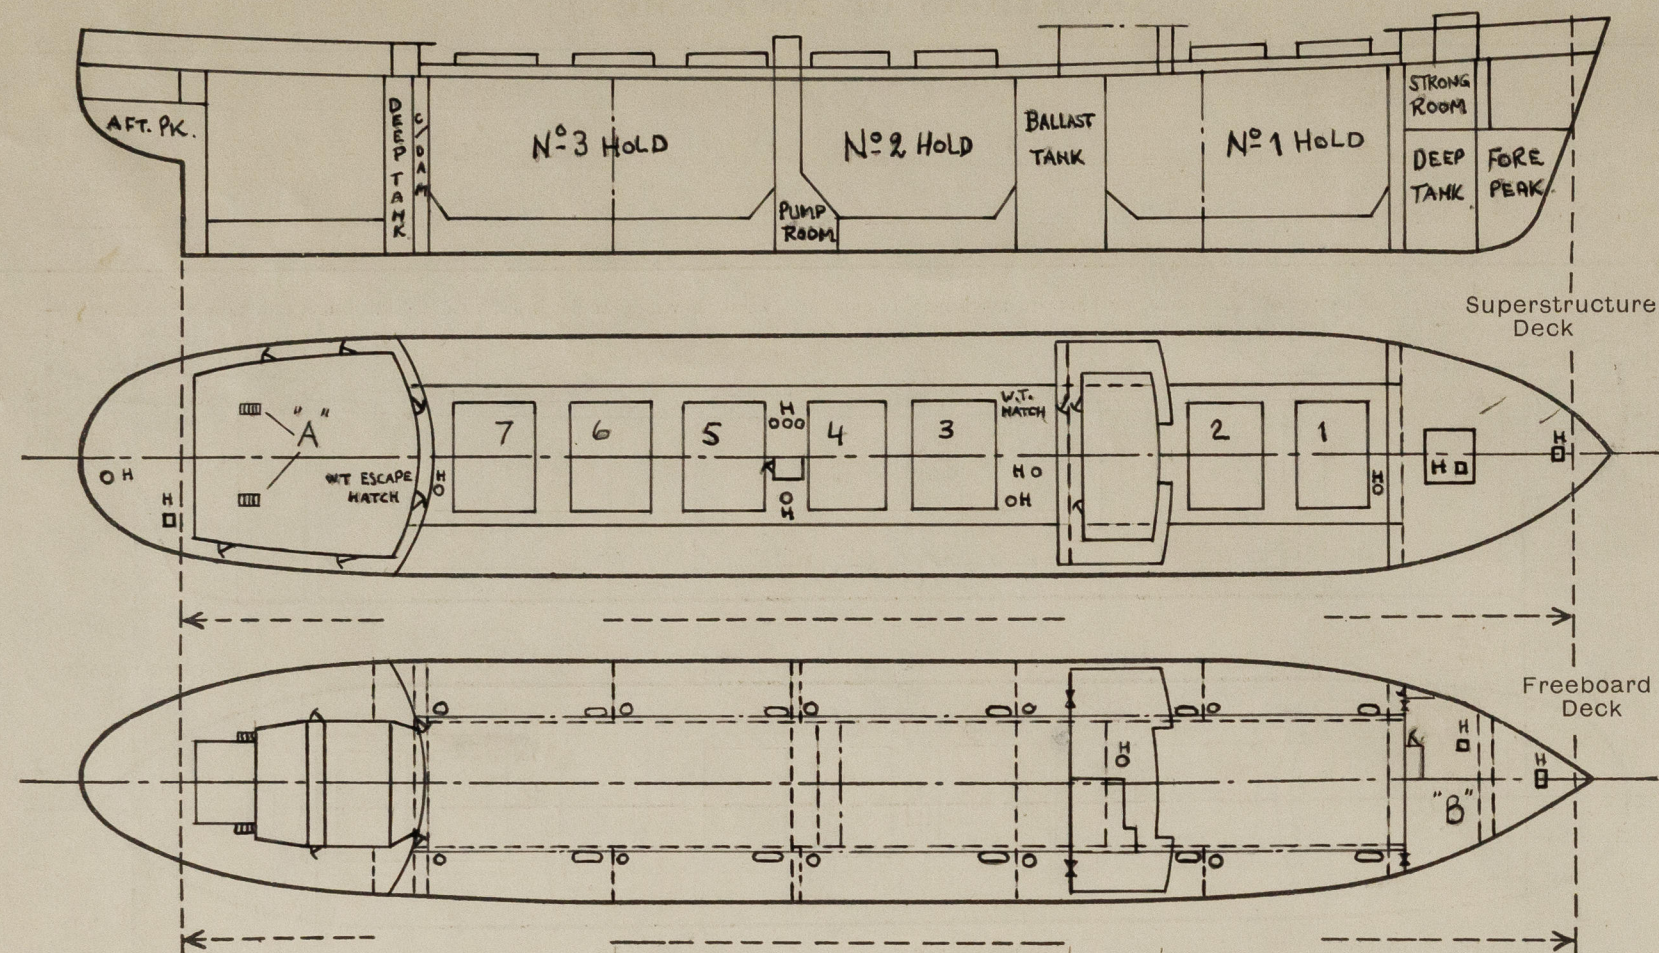 AFT. PK.
DEEP TANK
C/DAM
Nº 3 HOLD
PUMP
ROOM
Nº 2 HOLD
BALLAST
TANK
Nº 1 HOLD
STRONG
ROOM
DEEP
TANK
FORE
PEAK
Superstructure
Deck
"A"
W.T ESCAPE
HATCH
O H
H
H
O
7
6
5
H
OOO
O
H
4
3
W.T.
HATCH
H O
O H
2
1
H
O
H
H
Freeboard
Deck
H
O
H
H
"B"